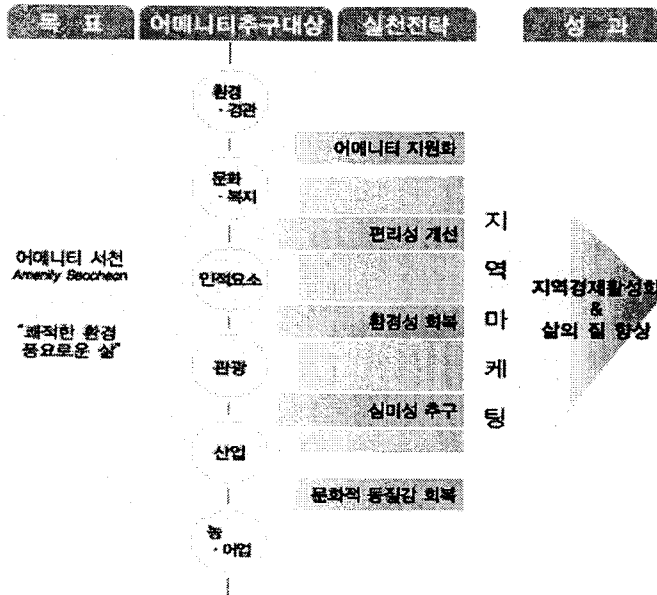 목 표
어메니티추구대상
실천전략
성 과
어메니티 서천
Amenity Seocheon
"쾌적한 환경
풍요로운 삶"
환경
· 경관
문화
· 복지
인적요소
관광
산업
농
· 어업
어메니티 자원화
편리성 개선
환경성 회복
심미성 추구
문화적 동질감 회복
지
역
마
케
팅
지역경제활성화
&
삶의 질 향상